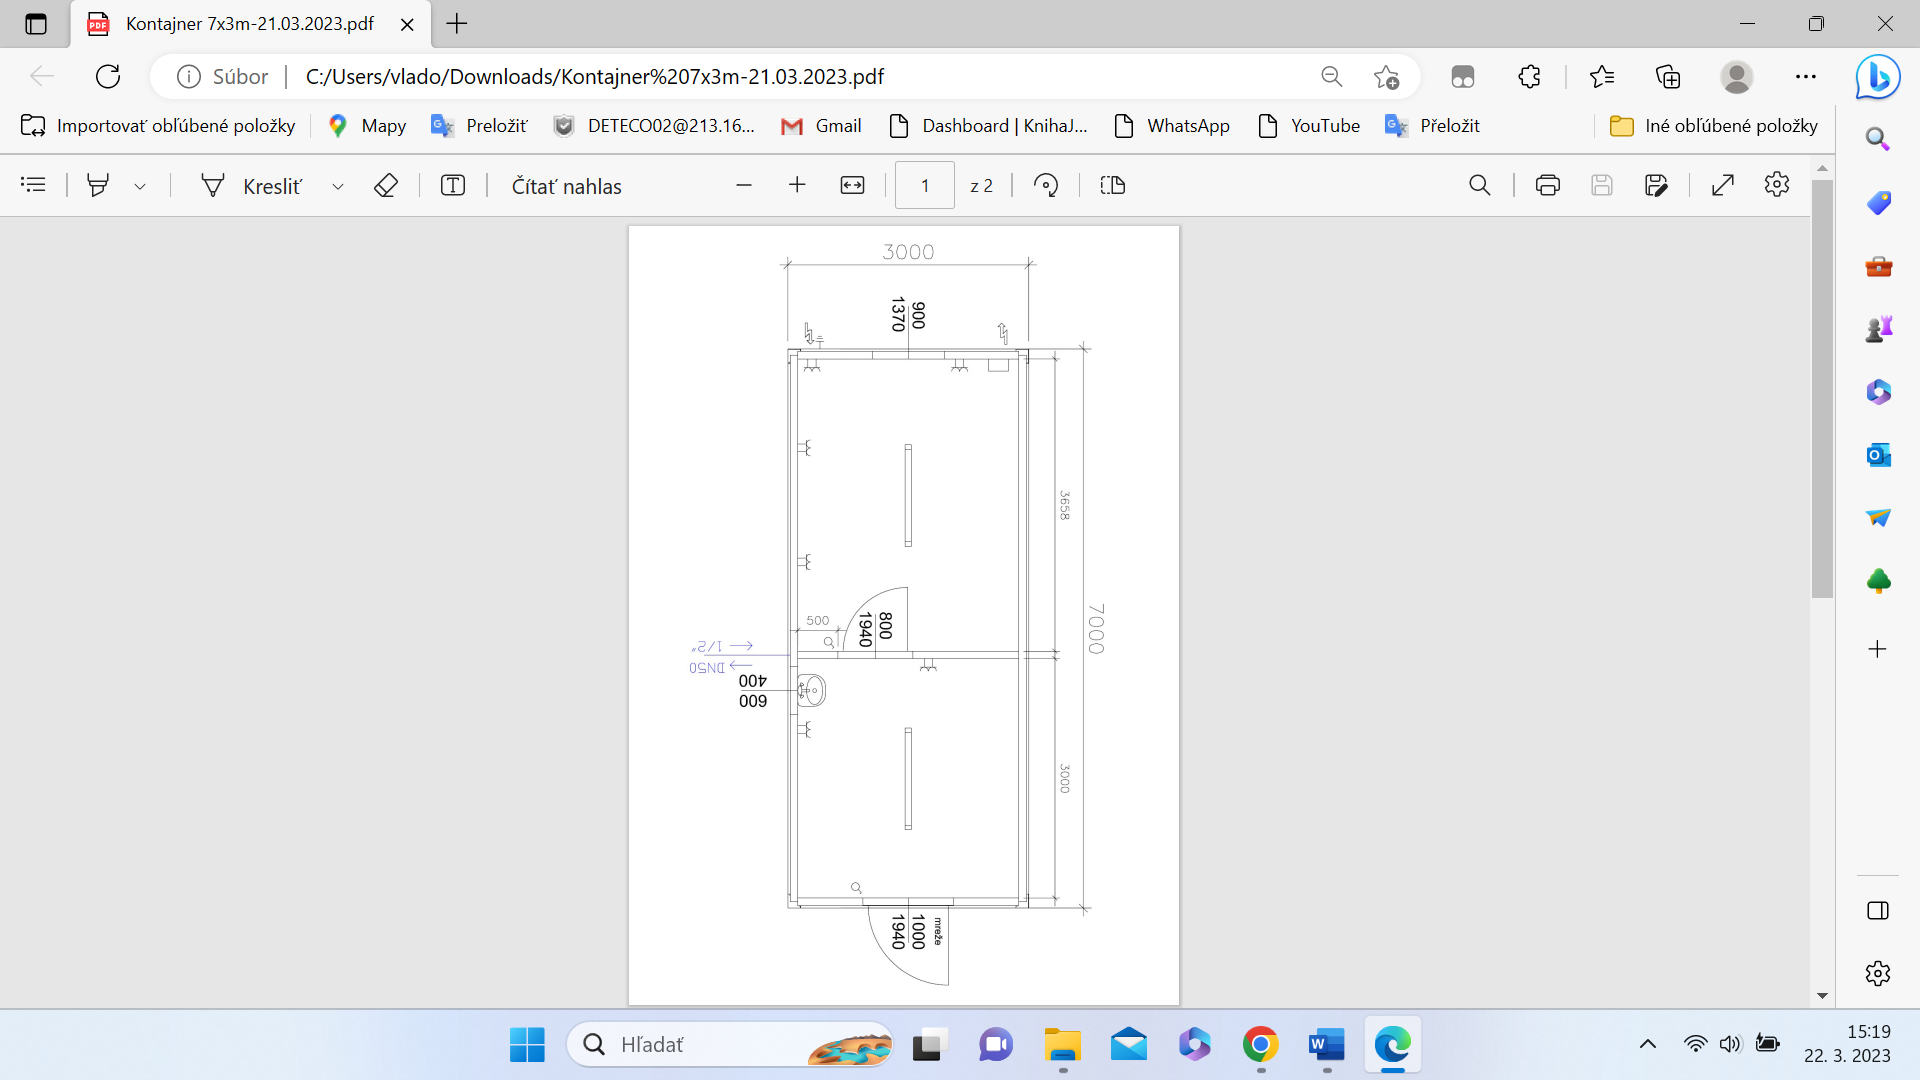 Kontajner 7x3m-21.03.2023.pdf
Súbor
C:/Users/vlado/Downloads/Kontajner%207x3m-21.03.2023.pdf
Importovať obľúbené položky
Mapy
Preložiť
DETECO02@213.16...
Gmail
Dashboard | KnihaJ...
WhatsApp
YouTube
Přeložit
Iné obľúbené položky
Kresliť
Čítať nahlas
1
z 2
3000
900
1370
3658
7000
500
800
1940
1/2"
DN50
400
600
3000
1000
1940
mreže
Hľadať
15:19
22. 3. 2023